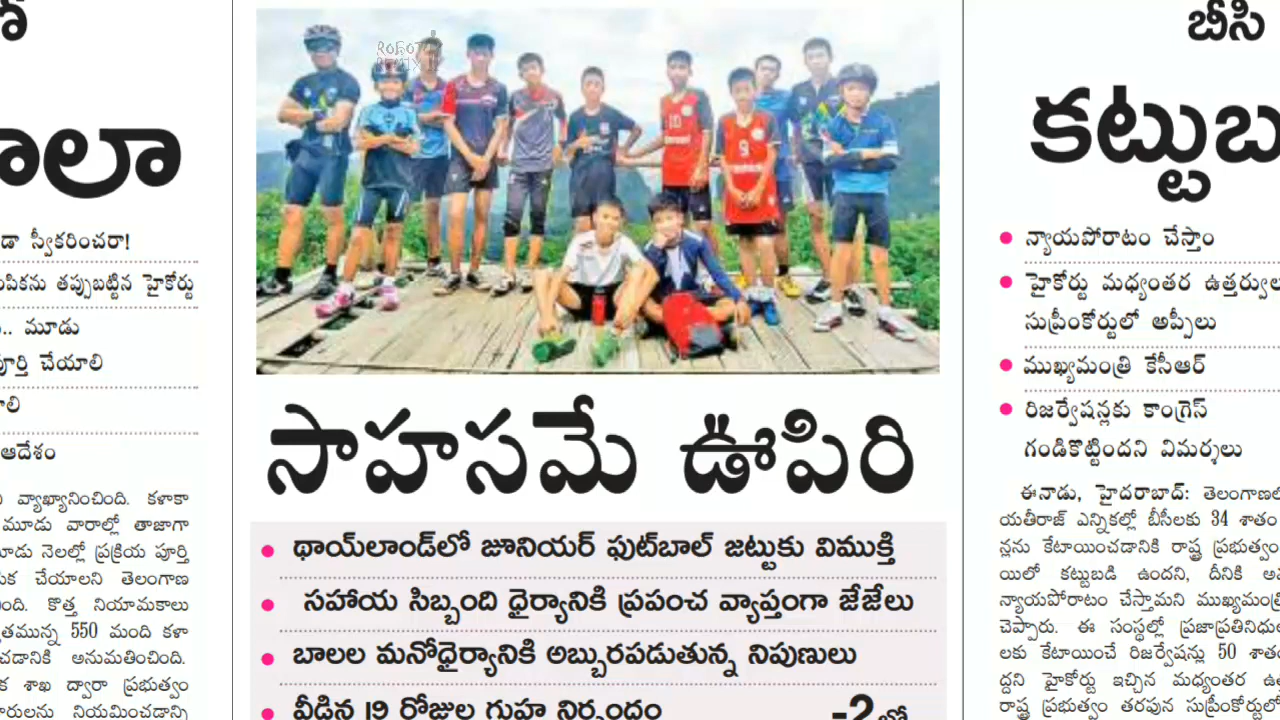 లాలా
డా స్వీకరించరా!
పికను తప్పుబట్టిన హైకోర్టు
.. మూడు
పూర్తి చేయాలి
ఆదేశం
వ్యాఖ్యానించింది. కళాకా
మూడు వారాల్లో తాజాగా
నెలల్లో ప్రక్రియ పూర్తి
చేయాలని తెలంగాణ
కొత్త నియామకాలు
550 మంది కళా
అనుమతించింది.
శాఖ ద్వారా ప్రభుత్వం
నియమించడాన్ని
సాహసమే ఊపిరి
• థాయ్‌లాండ్‌లో జూనియర్ ఫుట్‌బాల్ జట్టుకు విముక్తి
• సహాయ సిబ్బంది ధైర్యానికి ప్రపంచ వ్యాప్తంగా జేజేలు
• బాలల మనోధైర్యానికి అబ్బురపడుతున్న నిపుణులు
• వీడిన 19 రోజుల గుహ నిర్బంధం
-2లో
బీసీ
కట్టుబ
• న్యాయపోరాటం చేస్తాం
• హైకోర్టు మధ్యంతర ఉత్తర్వుల
సుప్రీంకోర్టులో అప్పీలు
• ముఖ్యమంత్రి కేసీఆర్
• రిజర్వేషన్లకు కాంగ్రెస్
గండికొట్టిందని విమర్శలు
ఈనాడు, హైదరాబాద్: తెలంగాణలో
యతీరాజ్ ఎన్నికల్లో బీసీలకు 34 శాతం
న్లను కేటాయించడానికి రాష్ట్ర ప్రభుత్వం
యిలో కట్టుబడి ఉందని, దీనికి
న్యాయపోరాటం చేస్తామని ముఖ్యమంత్రి
చెప్పారు. ఈ సంస్థల్లో ప్రజాప్రతినిధుల
లకు కేటాయించే రిజర్వేషన్లు 50 శాతం
ద్దని హైకోర్టు ఇచ్చిన మధ్యంతర
రాష్ట్ర ప్రభుత్వం తరఫున సుప్రీంకోర్టులో